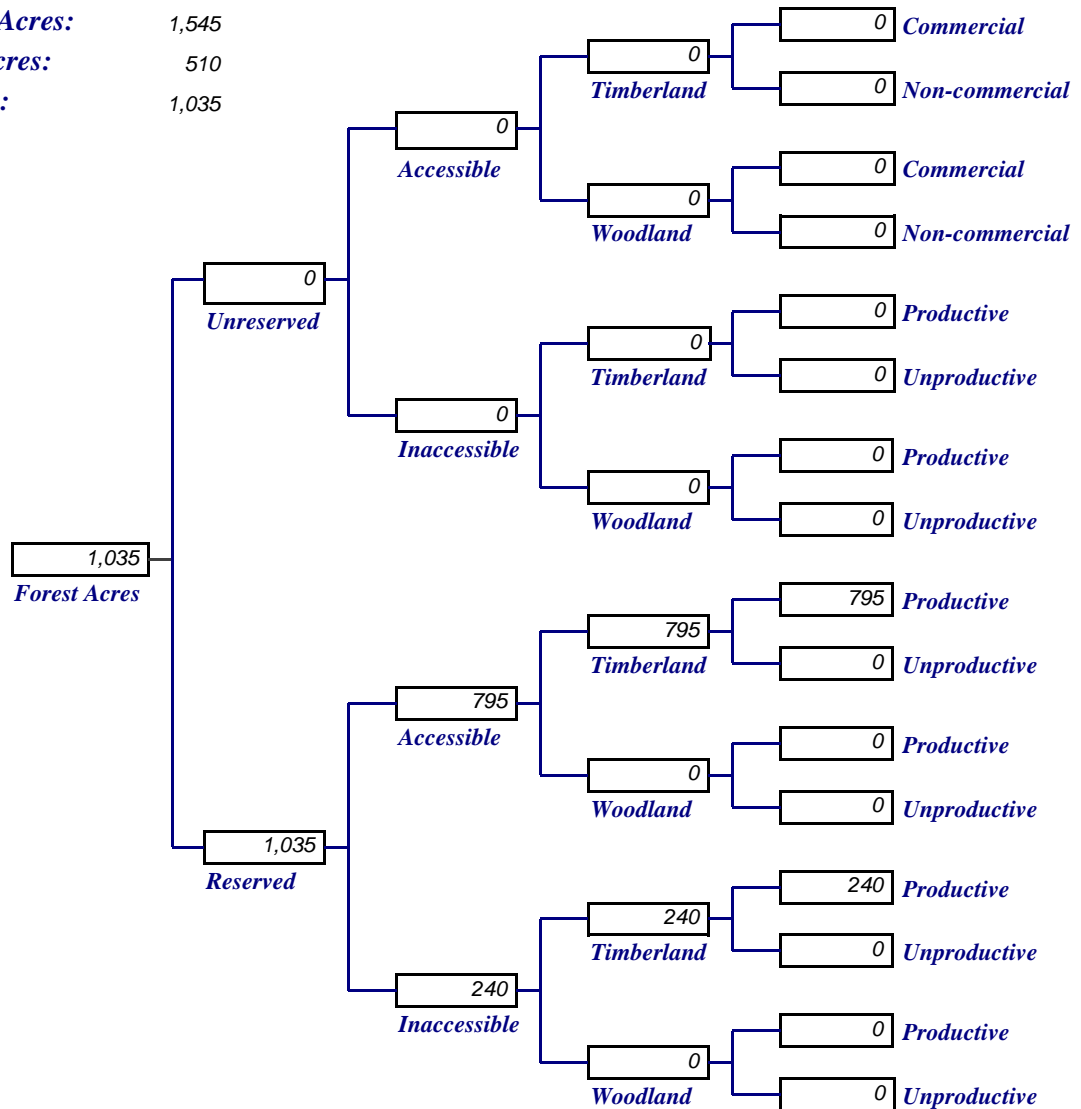 Acres: 1,545
cres: 510
: 1,035
0 Commercial
0
Timberland
0 Non-commercial
0
Accessible
0 Commercial
0
Woodland
0 Non-commercial
0
Unreserved
0 Productive
0
Timberland
0 Unproductive
0
Inaccessible
0 Productive
0
Woodland
0 Unproductive
1,035
Forest Acres
795 Productive
795
Timberland
0 Unproductive
795
Accessible
0 Productive
0
Woodland
0 Unproductive
1,035
Reserved
240 Productive
240
Timberland
0 Unproductive
240
Inaccessible
0 Productive
0
Woodland
0 Unproductive